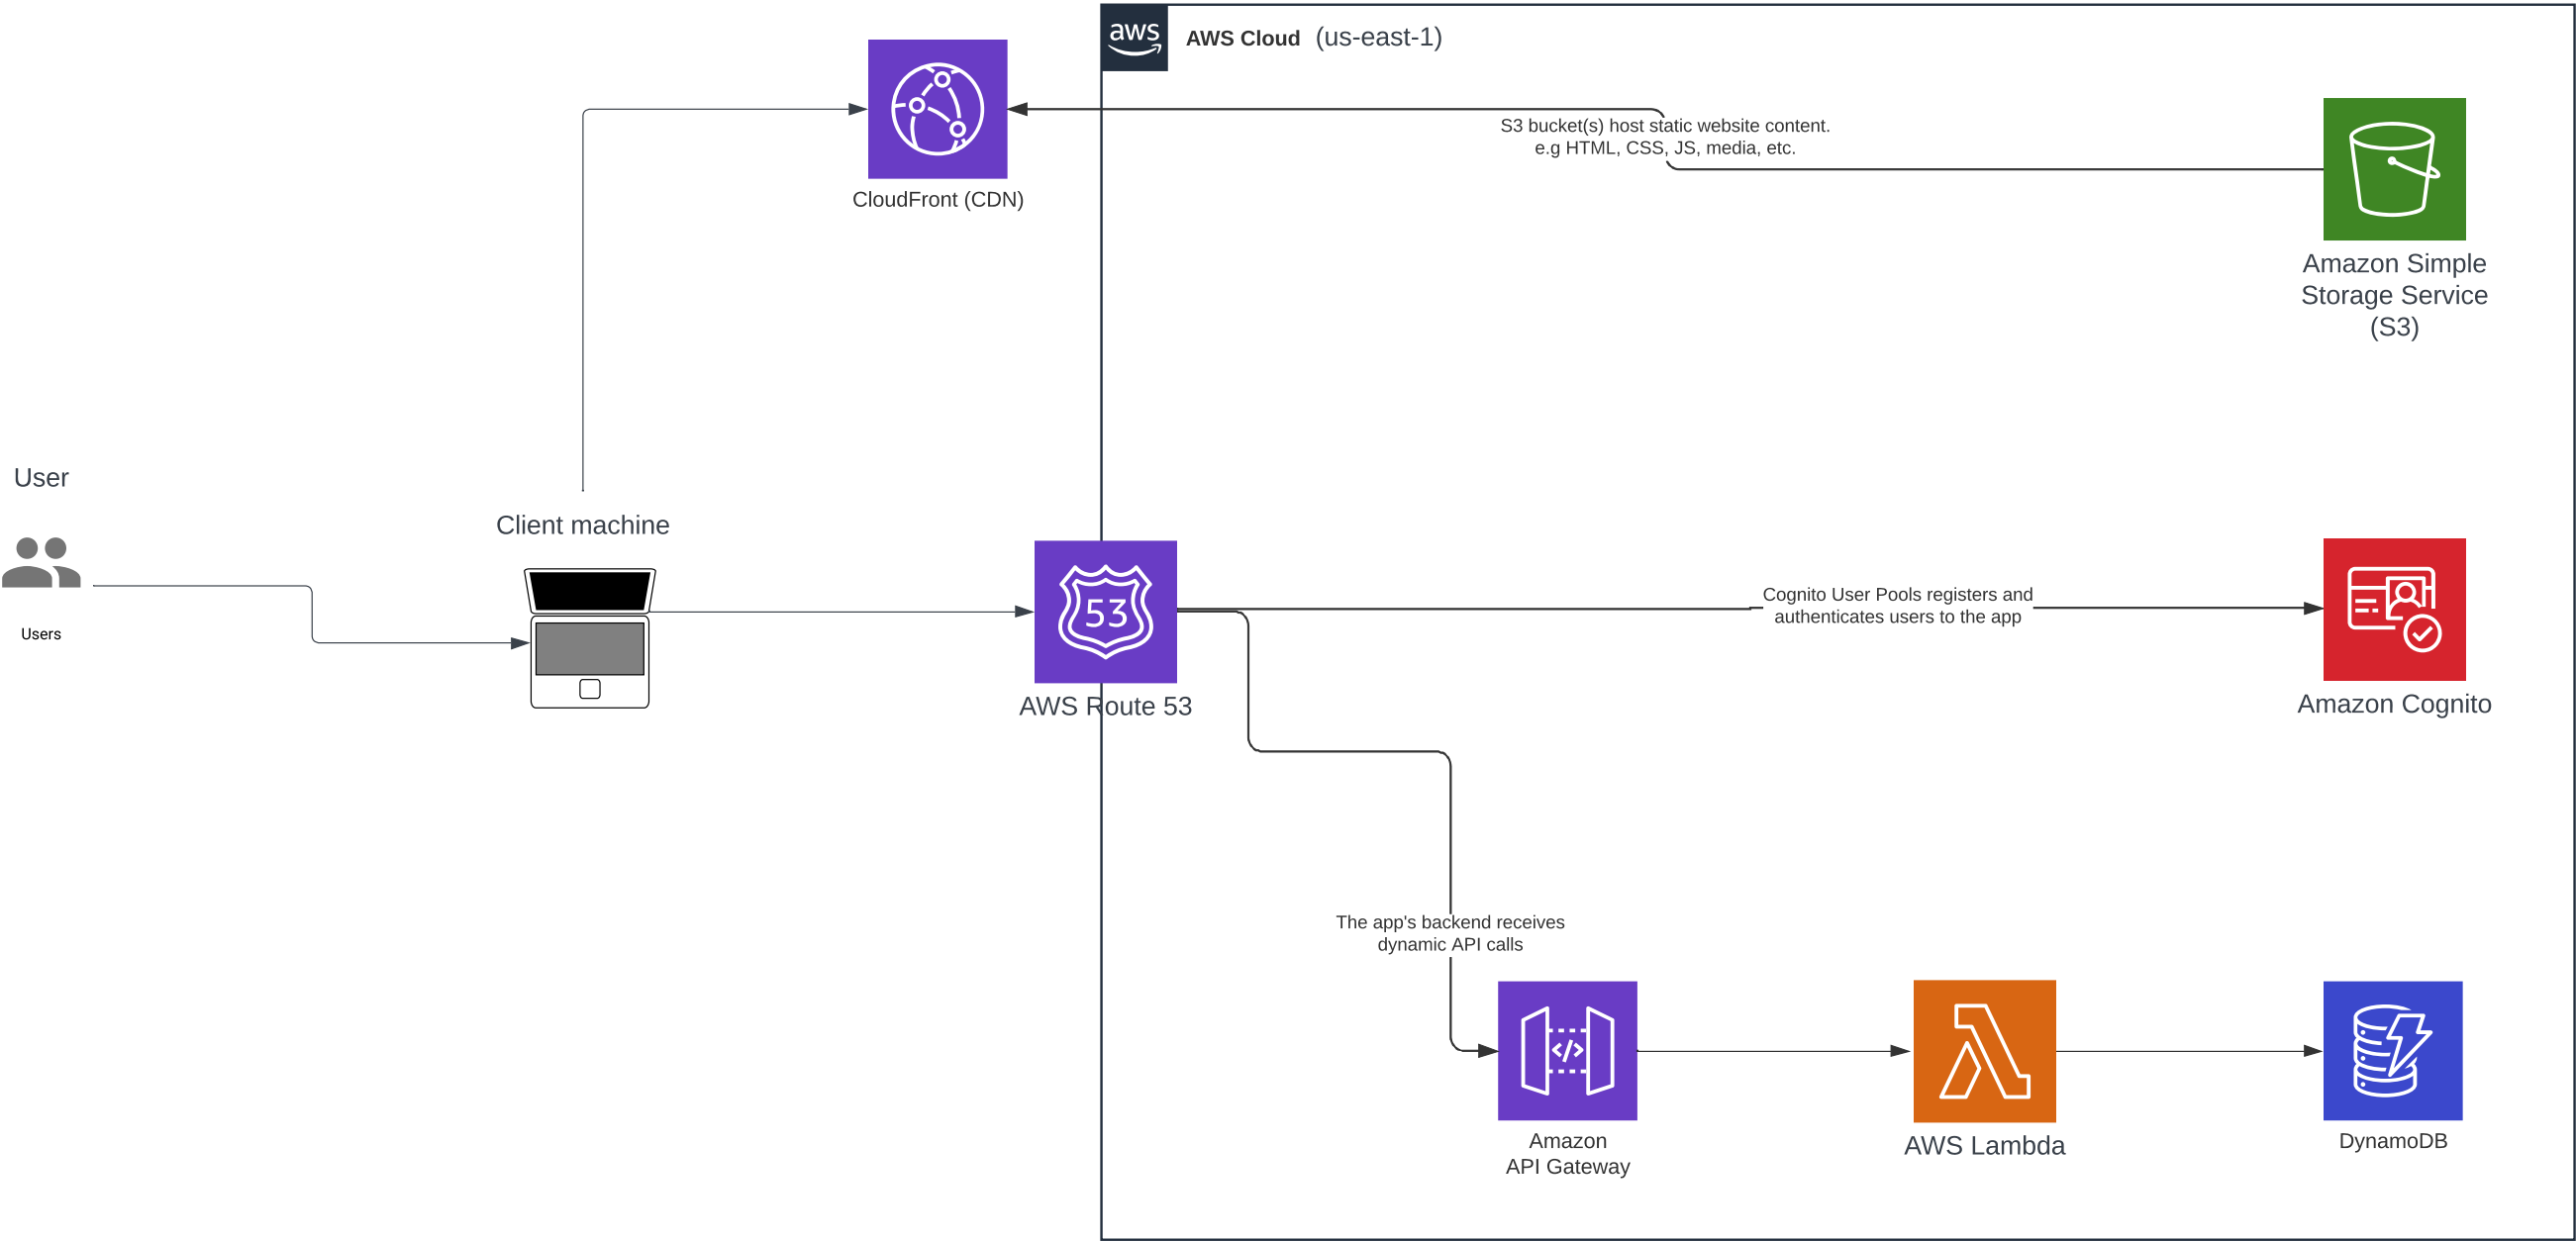 aws
AWS Cloud (us-east-1)
CloudFront (CDN)
S3 bucket(s) host static website content.
e.g HTML, CSS, JS, media, etc.
Amazon Simple
Storage Service
(S3)
User
Users
Client machine
53
AWS Route 53
Cognito User Pools registers and
authenticates users to the app
Amazon Cognito
The app's backend receives
dynamic API calls
</>
Amazon
API Gateway
AWS Lambda
DynamoDB